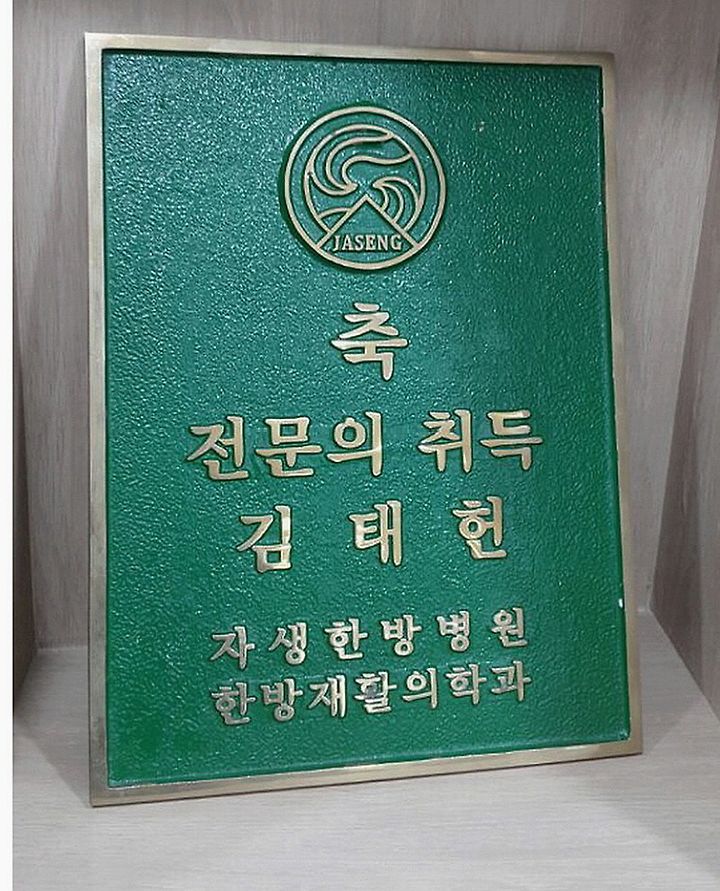 JASENG
축
전문의 취득
김 태 헌
자생한방병원
한방재활의학과